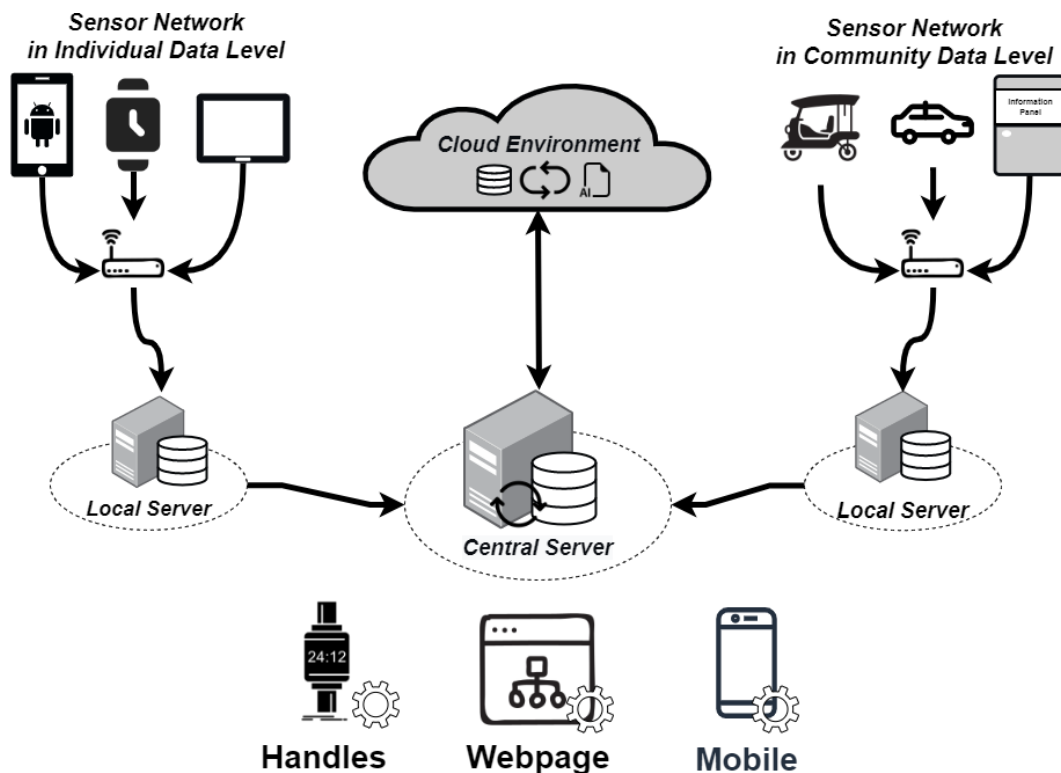 Sensor Network
in Individual Data Level
Sensor Network
in Community Data Level
Information
Panel
Cloud Environment
AI
Local Server
Central Server
Local Server
24:12
Handles
Webpage
Mobile